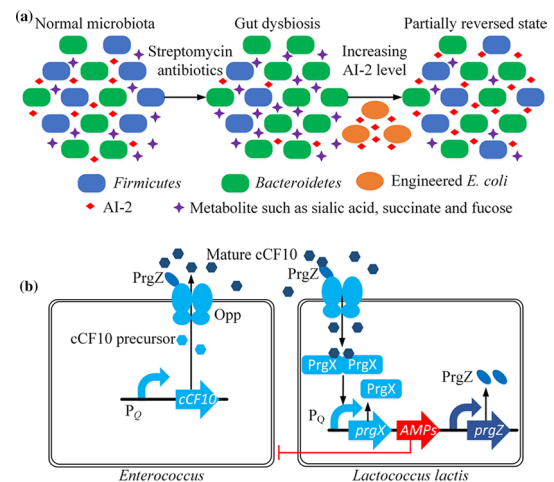 (a) Normal microbiota Gut dysbiosis Partially reversed state
Streptomycin
antibiotics
Increasing
AI-2 level
Firmicutes Bacteroidetes Engineered E. coli
AI-2 Metabolite such as sialic acid, succinate and fucose
(b)
Mature cCF10
PrgZ
Opp
cCF10 precursor
PQ
cCF10
Enterococcus
PrgZ
PrgX PrgX
PrgX
PQ
prgX
AMPs
PrgZ
prgZ
Lactococcus lactis